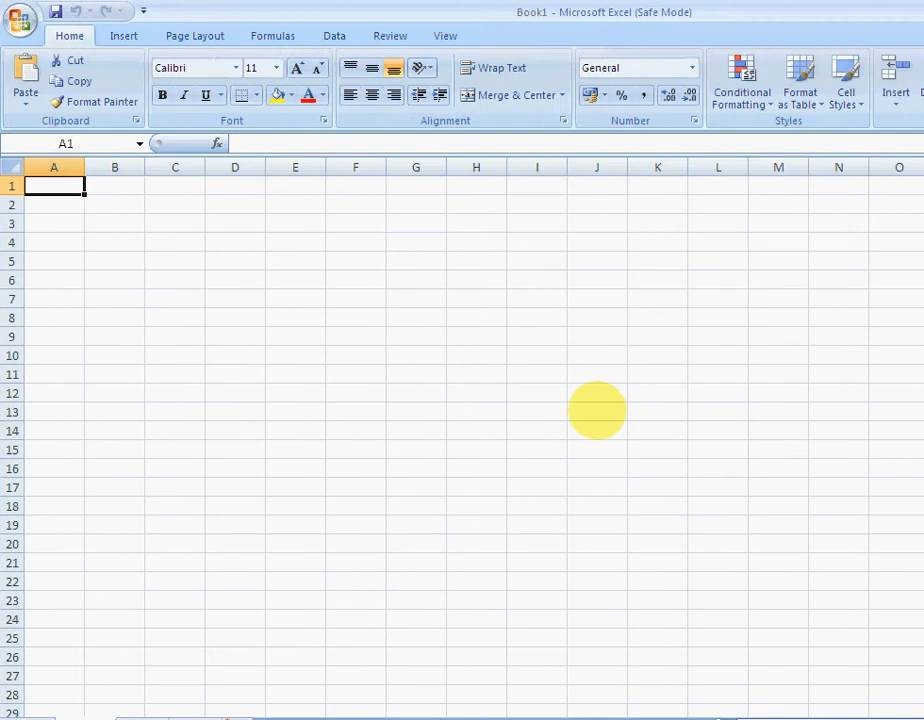 Book1 - Microsoft Excel (Safe Mode)
Home Insert Page Layout Formulas Data Review View
Cut
Copy
Format Painter
Paste
Clipboard
Calibri 11
B I U A
Font
Wrap Text
Merge & Center
Alignment
General
% ,
Number
Conditional Formatting
Format as Table
Cell Styles
Styles
Insert
A1 fx
A B C D E F G H I J K L M N O
1
2
3
4
5
6
7
8
9
10
11
12
13
14
15
16
17
18
19
20
21
22
23
24
25
26
27
28
29